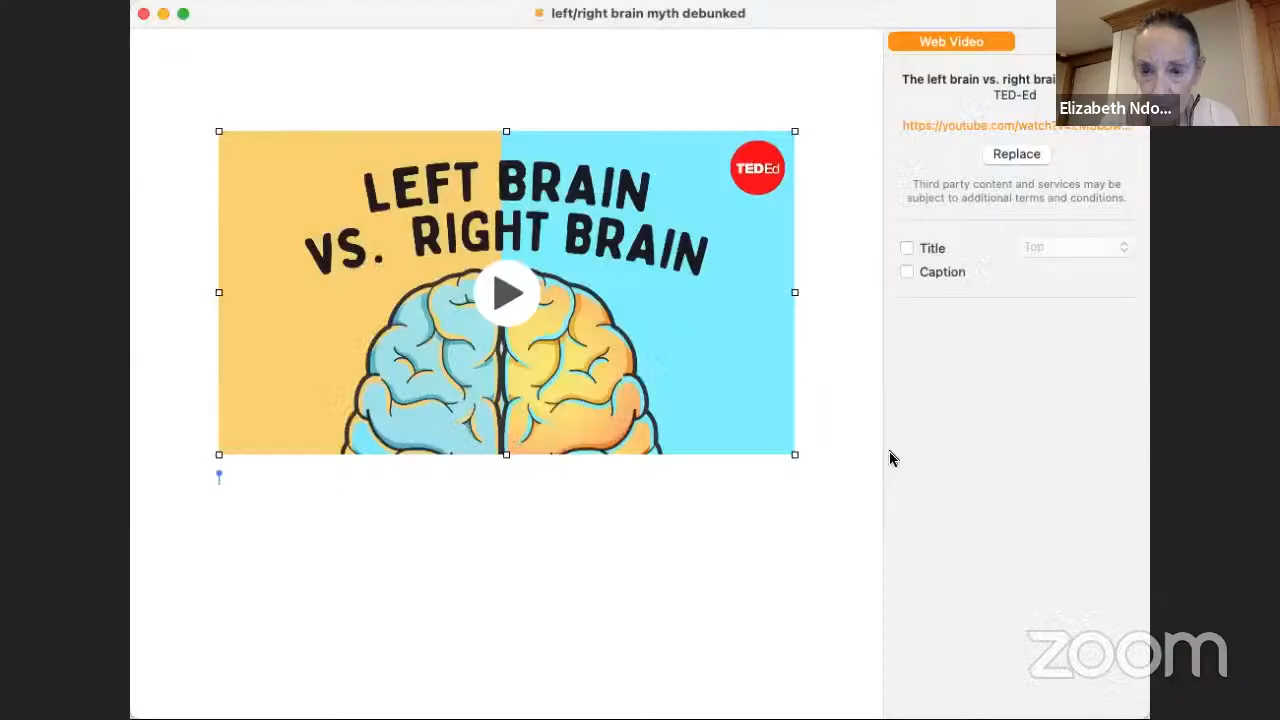 left/right brain myth debunked
Web Video
The left brain vs. right brai
TED-Ed
Elizabeth Ndo...
Replace
Third party content and services may be
subject to additional terms and conditions.
Title
Top
Caption
TEDEd
LEFT BRAIN
VS. RIGHT BRAIN
zoom